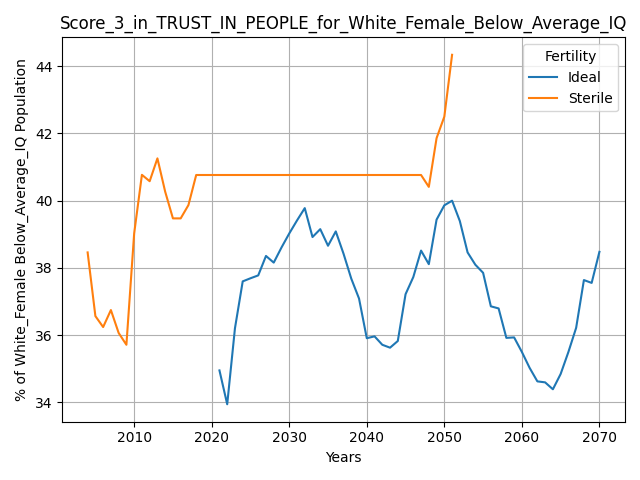 Score_3_in_TRUST_IN_PEOPLE_for_White_Female_Below_Average_IQ
% of White_Female Below_Average_IQ Population
44
42
40
38
36
34
Fertility
Ideal
Sterile
2010 2020 2030 2040 2050 2060 2070
Years